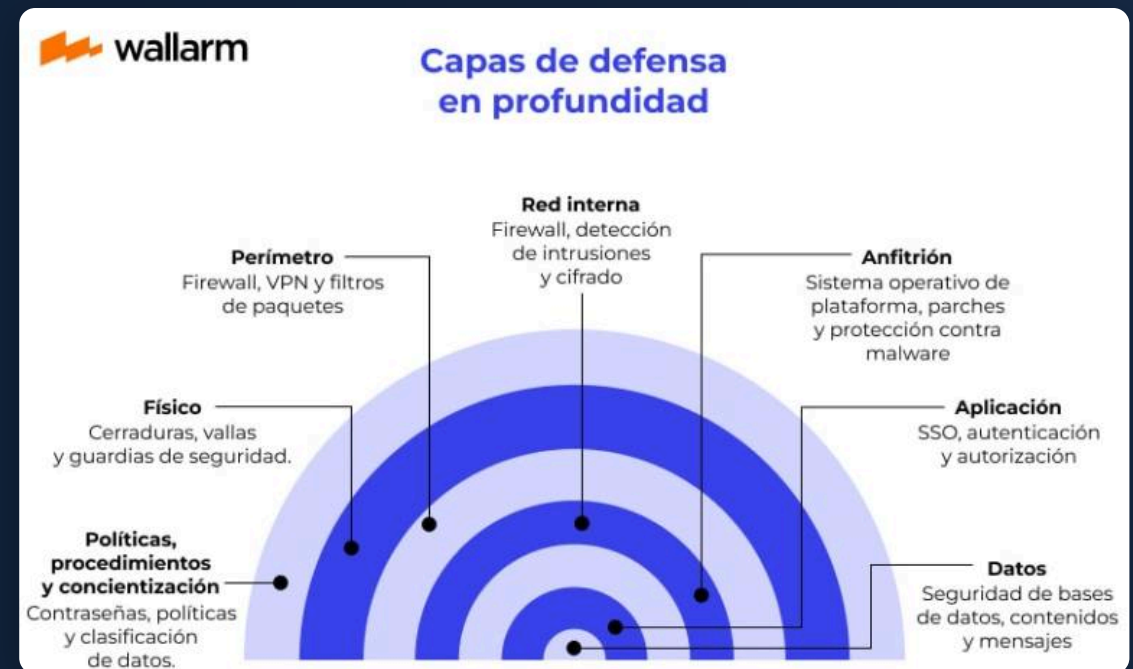 wallarm
Capas de defensa
en profundidad
Red interna
Firewall, detección
de intrusiones
y cifrado
Perímetro
Firewall, VPN y filtros
de paquetes
Anfitrión
Sistema operativo de
plataforma, parches
y protección contra
malware
Físico
Cerraduras, vallas
y guardias de seguridad.
Aplicación
SSO, autenticación
y autorización
Políticas,
procedimientos
y concientización
Contraseñas, políticas
y clasificación
de datos.
Datos
Seguridad de bases
de datos, contenidos
y mensajes